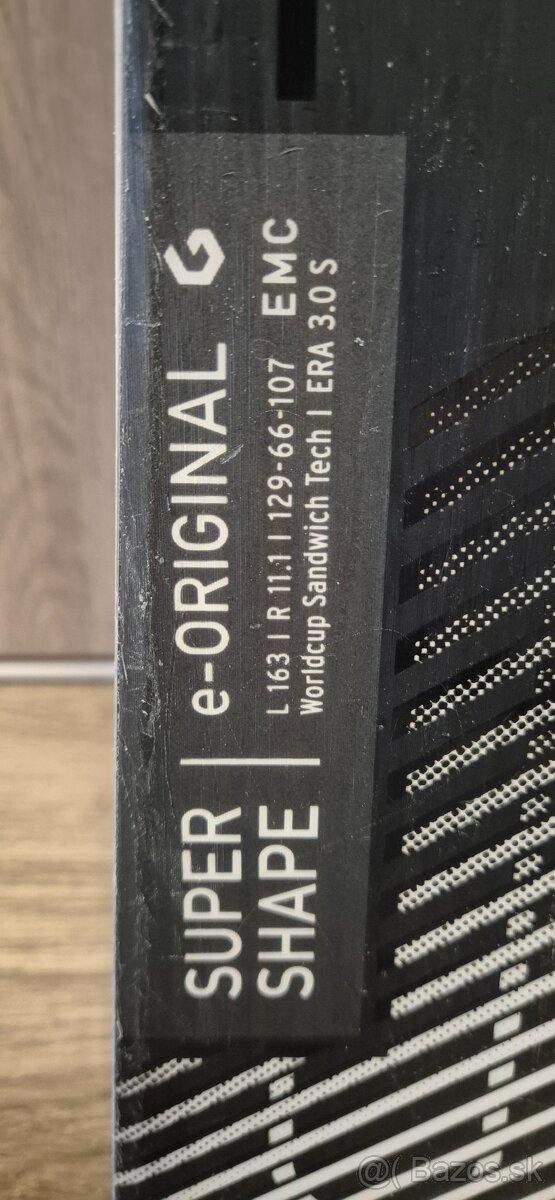 SUPER
SHAPE
e-ORIGINAL
L 163 I R 11.1 I 129-66-107 EMC
Worldcup Sandwich Tech I ERA 3.0 S
@( Bazos.sk